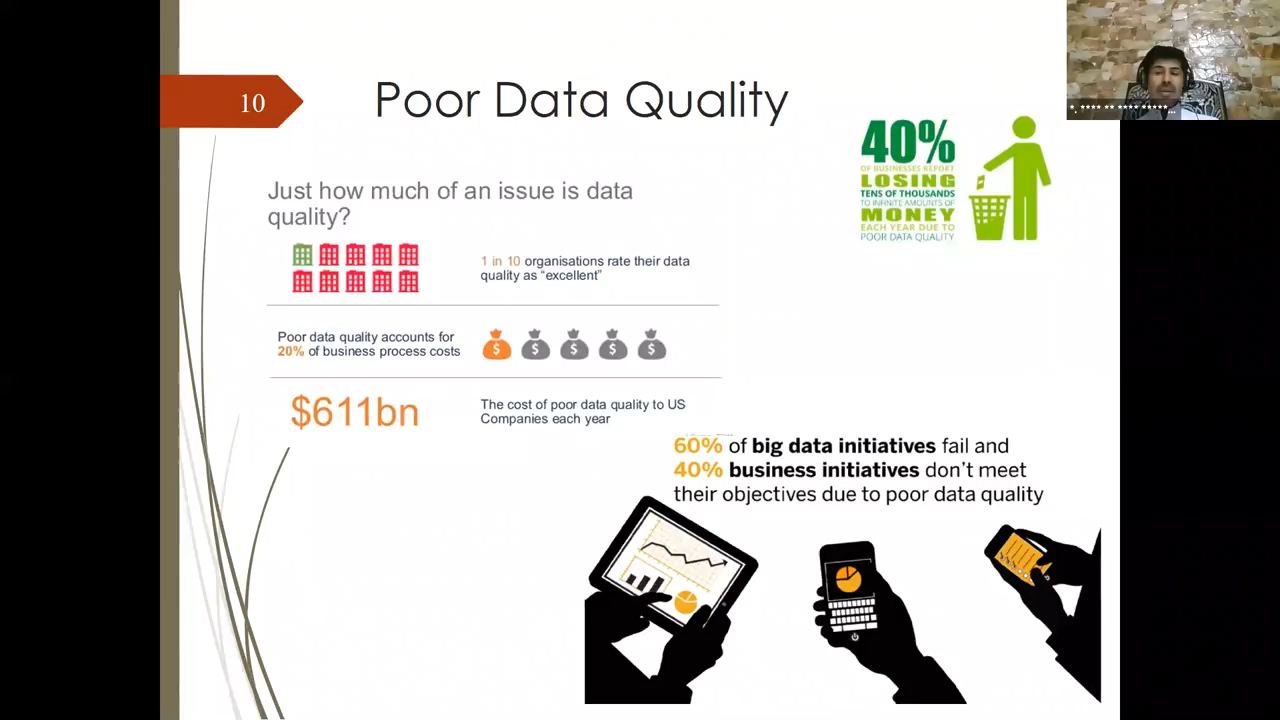 10
Poor Data Quality
40%
OF BUSINESSES REPORT
LOSING
TENS OF THOUSANDS
TO INFINITE AMOUNTS OF
MONEY
EACH YEAR DUE TO
POOR DATA QUALITY
Just how much of an issue is data
quality?
1 in 10 organisations rate their data
quality as “excellent”
Poor data quality accounts for
20% of business process costs
$ $ $ $ $
$611bn
The cost of poor data quality to US
Companies each year
60% of big data initiatives fail and
40% business initiatives don’t meet
their objectives due to poor data quality